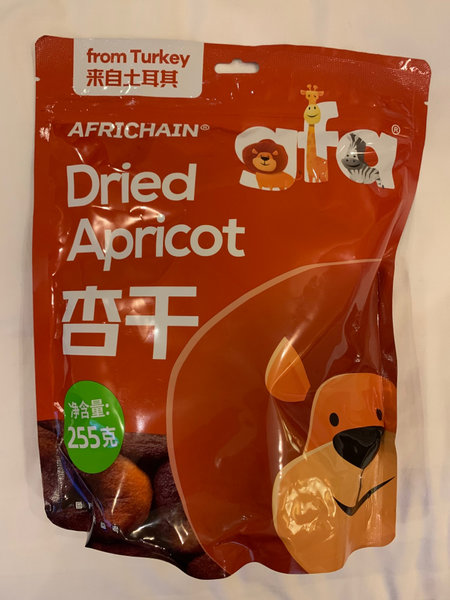 from Turkey
来自土耳其
AFRICHAIN®
afa®
Dried
Apricot
杏干
净含量:
255克